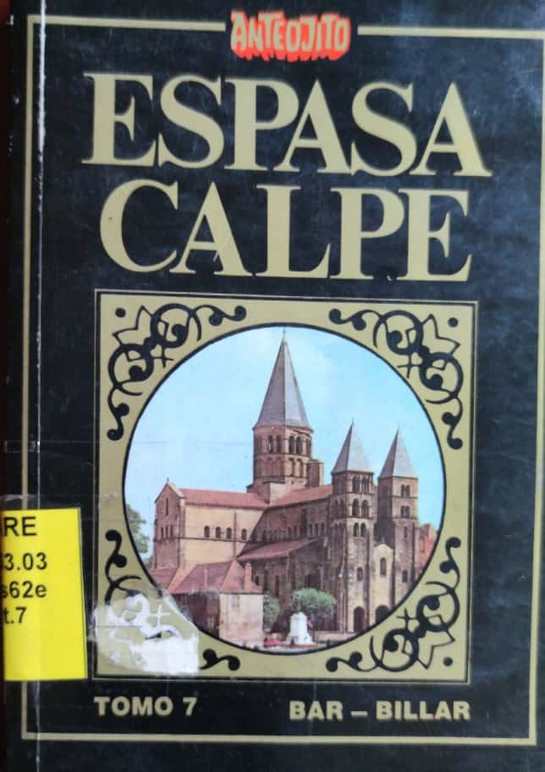 ANTEOJITO
ESPASA
CALPE
RE
3.03
s62e
t.7
TOMO 7 BAR – BILLAR